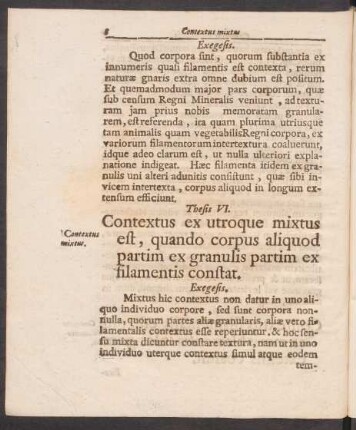 8 Contextus mixtus
Exegesis.
Quod corpora sint, quorum substantia ex
innumeris quasi filamentis est contexta, rerum
naturæ gnaris extra omne dubium est positum.
Et quemadmodum major pars corporum, quæ
sub censum Regni Mineralis veniunt, ad textu-
ram jam prius nobis memoratam granula-
rem, est referenda, ita quam plurima utriusque
tam animalis quam vegetabilis Regni corpora, ex
variorum filamentorum intertextura coaluerunt,
idque adeo clarum est, ut nulla ulteriori expla-
natione indigeat. Hæc filamenta itidem ex gra-
nulis uni alteri adunitis consistunt, quæ sibi in-
vicem intertexta, corpus aliquod in longum ex-
tensum efficiunt.
Thesis VI.
Contextus ex utroque mixtus
Contextus
mixtus.
est, quando corpus aliquod
partim ex granulis partim ex
filamentis constat.
Exegesis.
Mixtus hic contextus non datur in uno ali-
quo individuo corpore, sed sunt corpora non-
nulla, quorum partes aliæ granularis, aliæ vero fi-
lamentalis contextus esse reperiuntur, & hoc sen-
su mixta dicuntur constare textura, nam ut in uno
individuo uterque contextus simul atque eodem
tem-